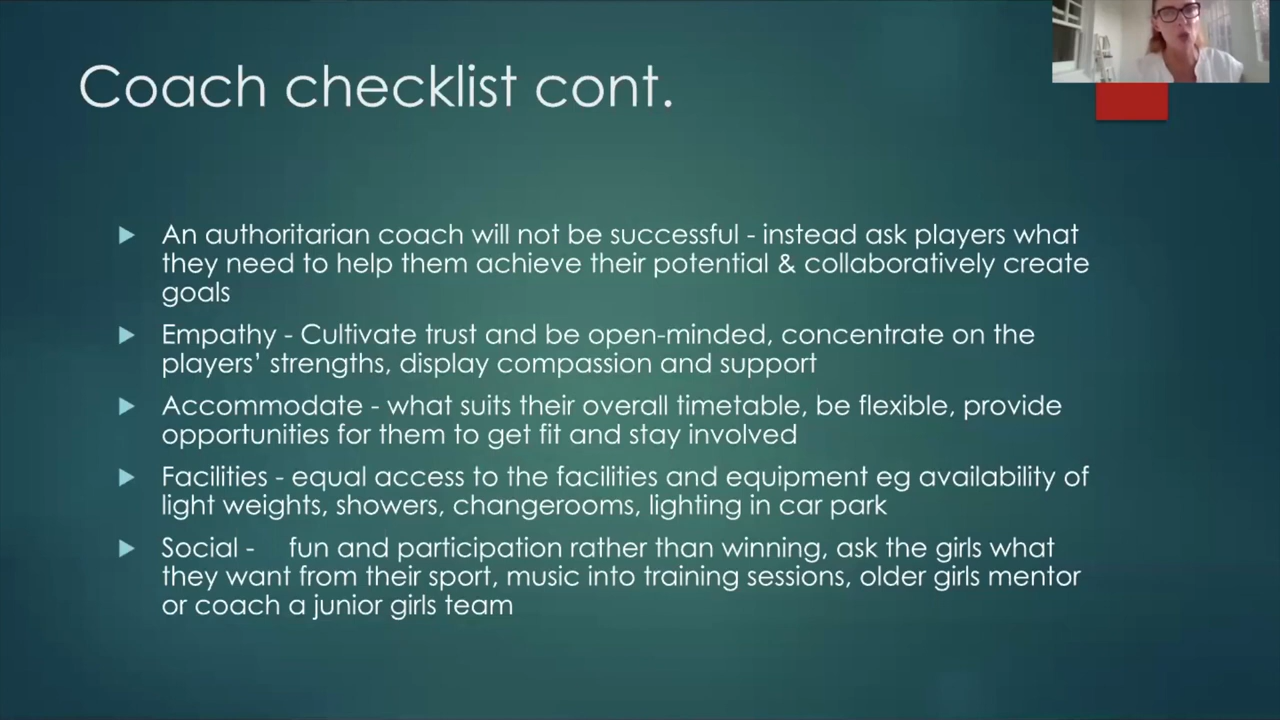 Coach checklist cont.
An authoritarian coach will not be successful - instead ask players what
they need to help them achieve their potential & collaboratively create
goals
Empathy - Cultivate trust and be open-minded, concentrate on the
players’ strengths, display compassion and support
Accommodate - what suits their overall timetable, be flexible, provide
opportunities for them to get fit and stay involved
Facilities - equal access to the facilities and equipment eg availability of
light weights, showers, changerooms, lighting in car park
Social - fun and participation rather than winning, ask the girls what
they want from their sport, music into training sessions, older girls mentor
or coach a junior girls team